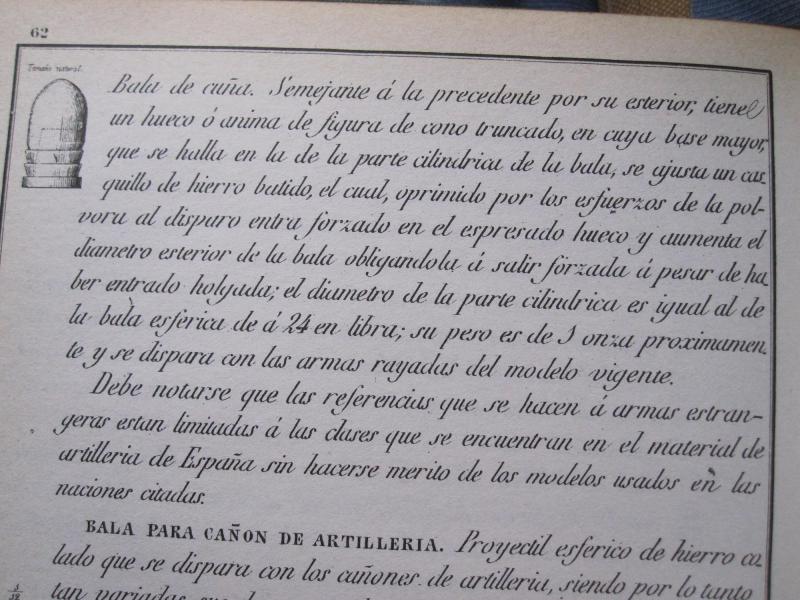 62
Tamaño natural.
Bala de cuña. Semejante á la precedente por su esterior, tiene
un hueco ó anima de figura de cono truncado, en cuya base mayor,
que se halla en la de la parte cilindrica de la bala, se ajusta un cas-
quillo de hierro batido, el cual, oprimido por los esfuerzos de la pol-
vora al disparo entra forzado en el espresado hueco y aumenta el
diametro esterior de la bala obligandola á salir forzada á pesar de ha-
ber entrado holgada; el diametro de la parte cilindrica es igual al de
la bala esferica de á 24 en libra; su peso es de 1 onza proximamen-
te y se dispara con las armas rayadas del modelo vigente.
Debe notarse que las referencias que se hacen á armas estran-
geras estan limitadas á las clases que se encuentran en el material de
artilleria de España sin hacerse merito de los modelos usados en las
naciones citadas.
BALA PARA CAÑON DE ARTILLERIA. Proyectil esferico de hierro co-
lado que se dispara con los cañones de artilleria, siendo por lo tanto
tan variadas